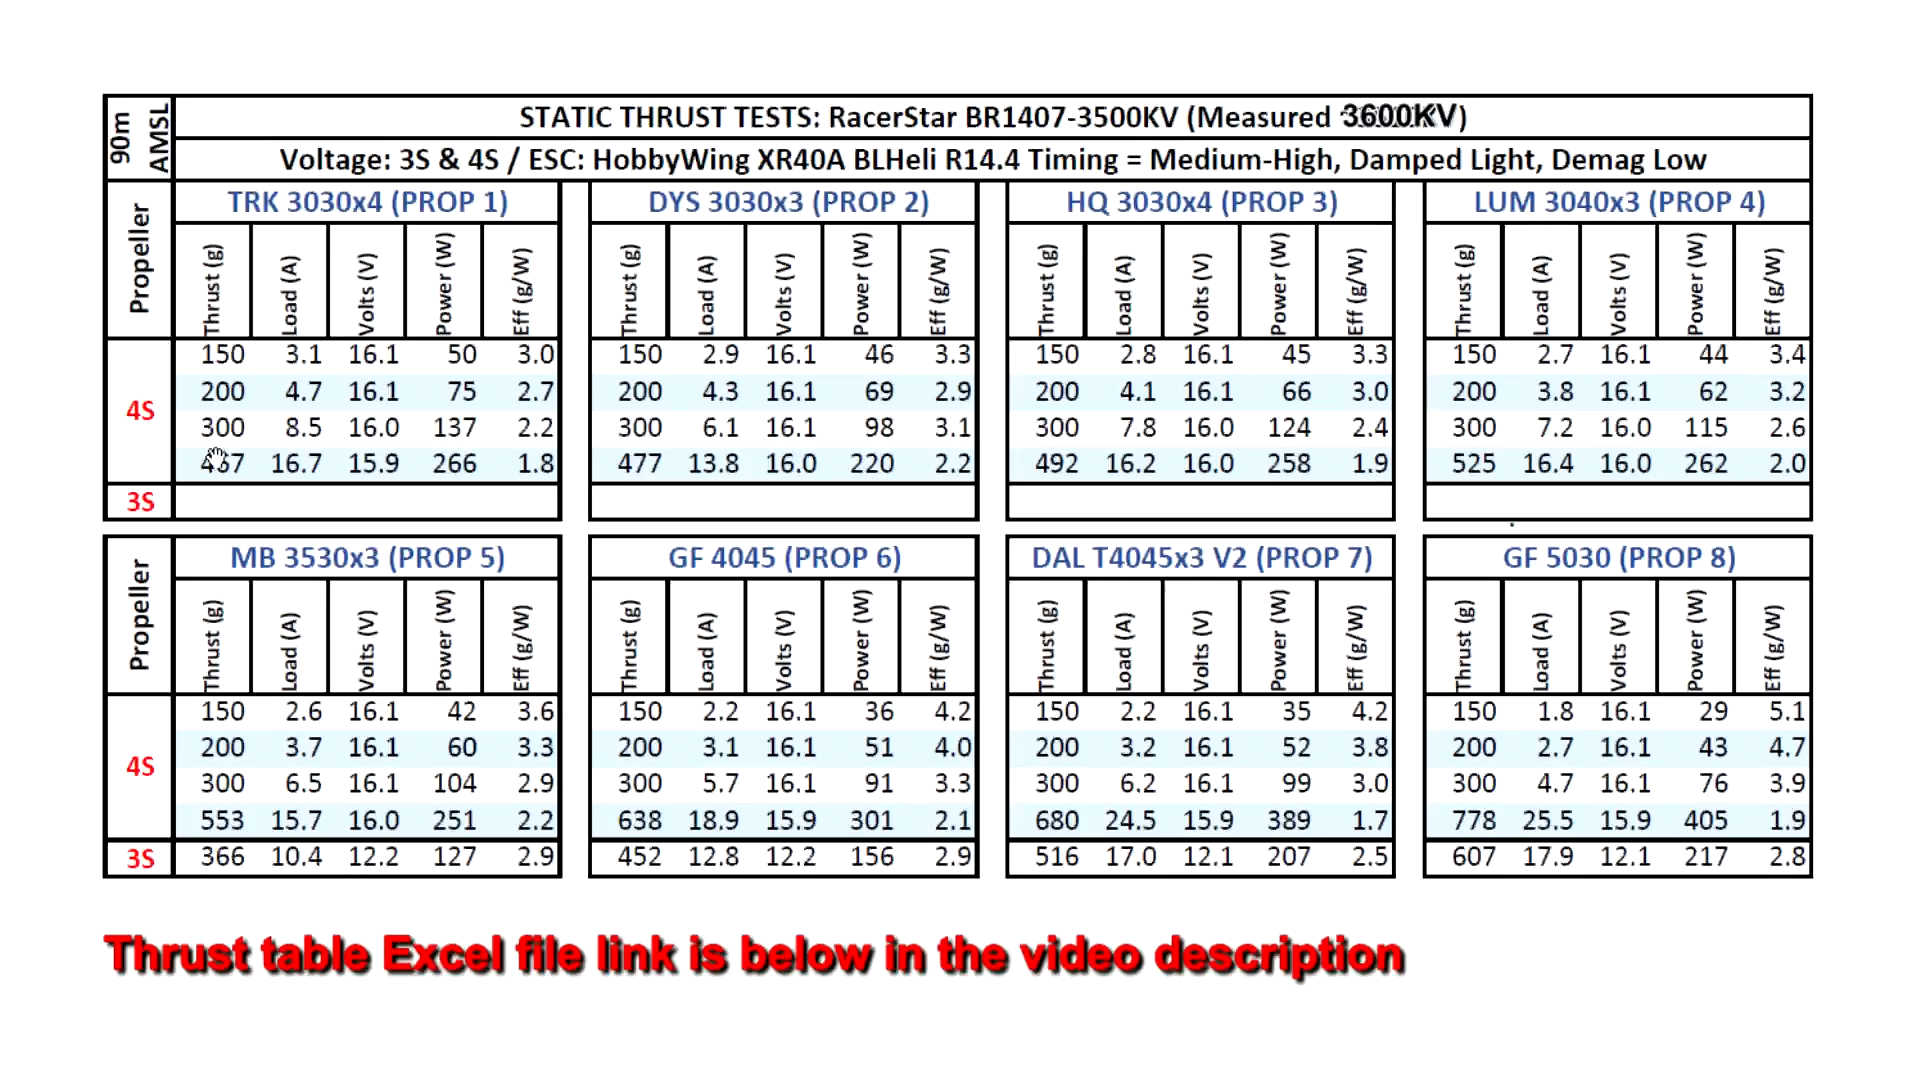 90m AMSL
STATIC THRUST TESTS: RacerStar BR1407-3500KV (Measured 3600KV)
Voltage: 3S & 4S / ESC: HobbyWing XR40A BLHeli R14.4 Timing = Medium-High, Damped Light, Demag Low
Propeller TRK 3030x4 (PROP 1) DYS 3030x3 (PROP 2) HQ 3030x4 (PROP 3) LUM 3040x3 (PROP 4)
Thrust (g) Load (A) Volts (V) Power (W) Eff (g/W) Thrust (g) Load (A) Volts (V) Power (W) Eff (g/W) Thrust (g) Load (A) Volts (V) Power (W) Eff (g/W) Thrust (g) Load (A) Volts (V) Power (W) Eff (g/W)
4S
150 3.1 16.1 50 3.0 150 2.9 16.1 46 3.3 150 2.8 16.1 45 3.3 150 2.7 16.1 44 3.4
200 4.7 16.1 75 2.7 200 4.3 16.1 69 2.9 200 4.1 16.1 66 3.0 200 3.8 16.1 62 3.2
300 8.5 16.0 137 2.2 300 6.1 16.1 98 3.1 300 7.8 16.0 124 2.4 300 7.2 16.0 115 2.6
16.7 15.9 266 1.8 477 13.8 16.0 220 2.2 492 16.2 16.0 258 1.9 525 16.4 16.0 262 2.0
3S
Propeller MB 3530x3 (PROP 5) GF 4045 (PROP 6) DAL T4045x3 V2 (PROP 7) GF 5030 (PROP 8)
Thrust (g) Load (A) Volts (V) Power (W) Eff (g/W) Thrust (g) Load (A) Volts (V) Power (W) Eff (g/W) Thrust (g) Load (A) Volts (V) Power (W) Eff (g/W) Thrust (g) Load (A) Volts (V) Power (W) Eff (g/W)
4S
150 2.6 16.1 42 3.6 150 2.2 16.1 36 4.2 150 2.2 16.1 35 4.2 150 1.8 16.1 29 5.1
200 3.7 16.1 60 3.3 200 3.1 16.1 51 4.0 200 3.2 16.1 52 3.8 200 2.7 16.1 43 4.7
300 6.5 16.1 104 2.9 300 5.7 16.1 91 3.3 300 6.2 16.1 99 3.0 300 4.7 16.1 76 3.9
553 15.7 16.0 251 2.2 638 18.9 15.9 301 2.1 680 24.5 15.9 389 1.7 778 25.5 15.9 405 1.9
3S 366 10.4 12.2 127 2.9 452 12.8 12.2 156 2.9 516 17.0 12.1 207 2.5 607 17.9 12.1 217 2.8
Thrust table Excel file link is below in the video description